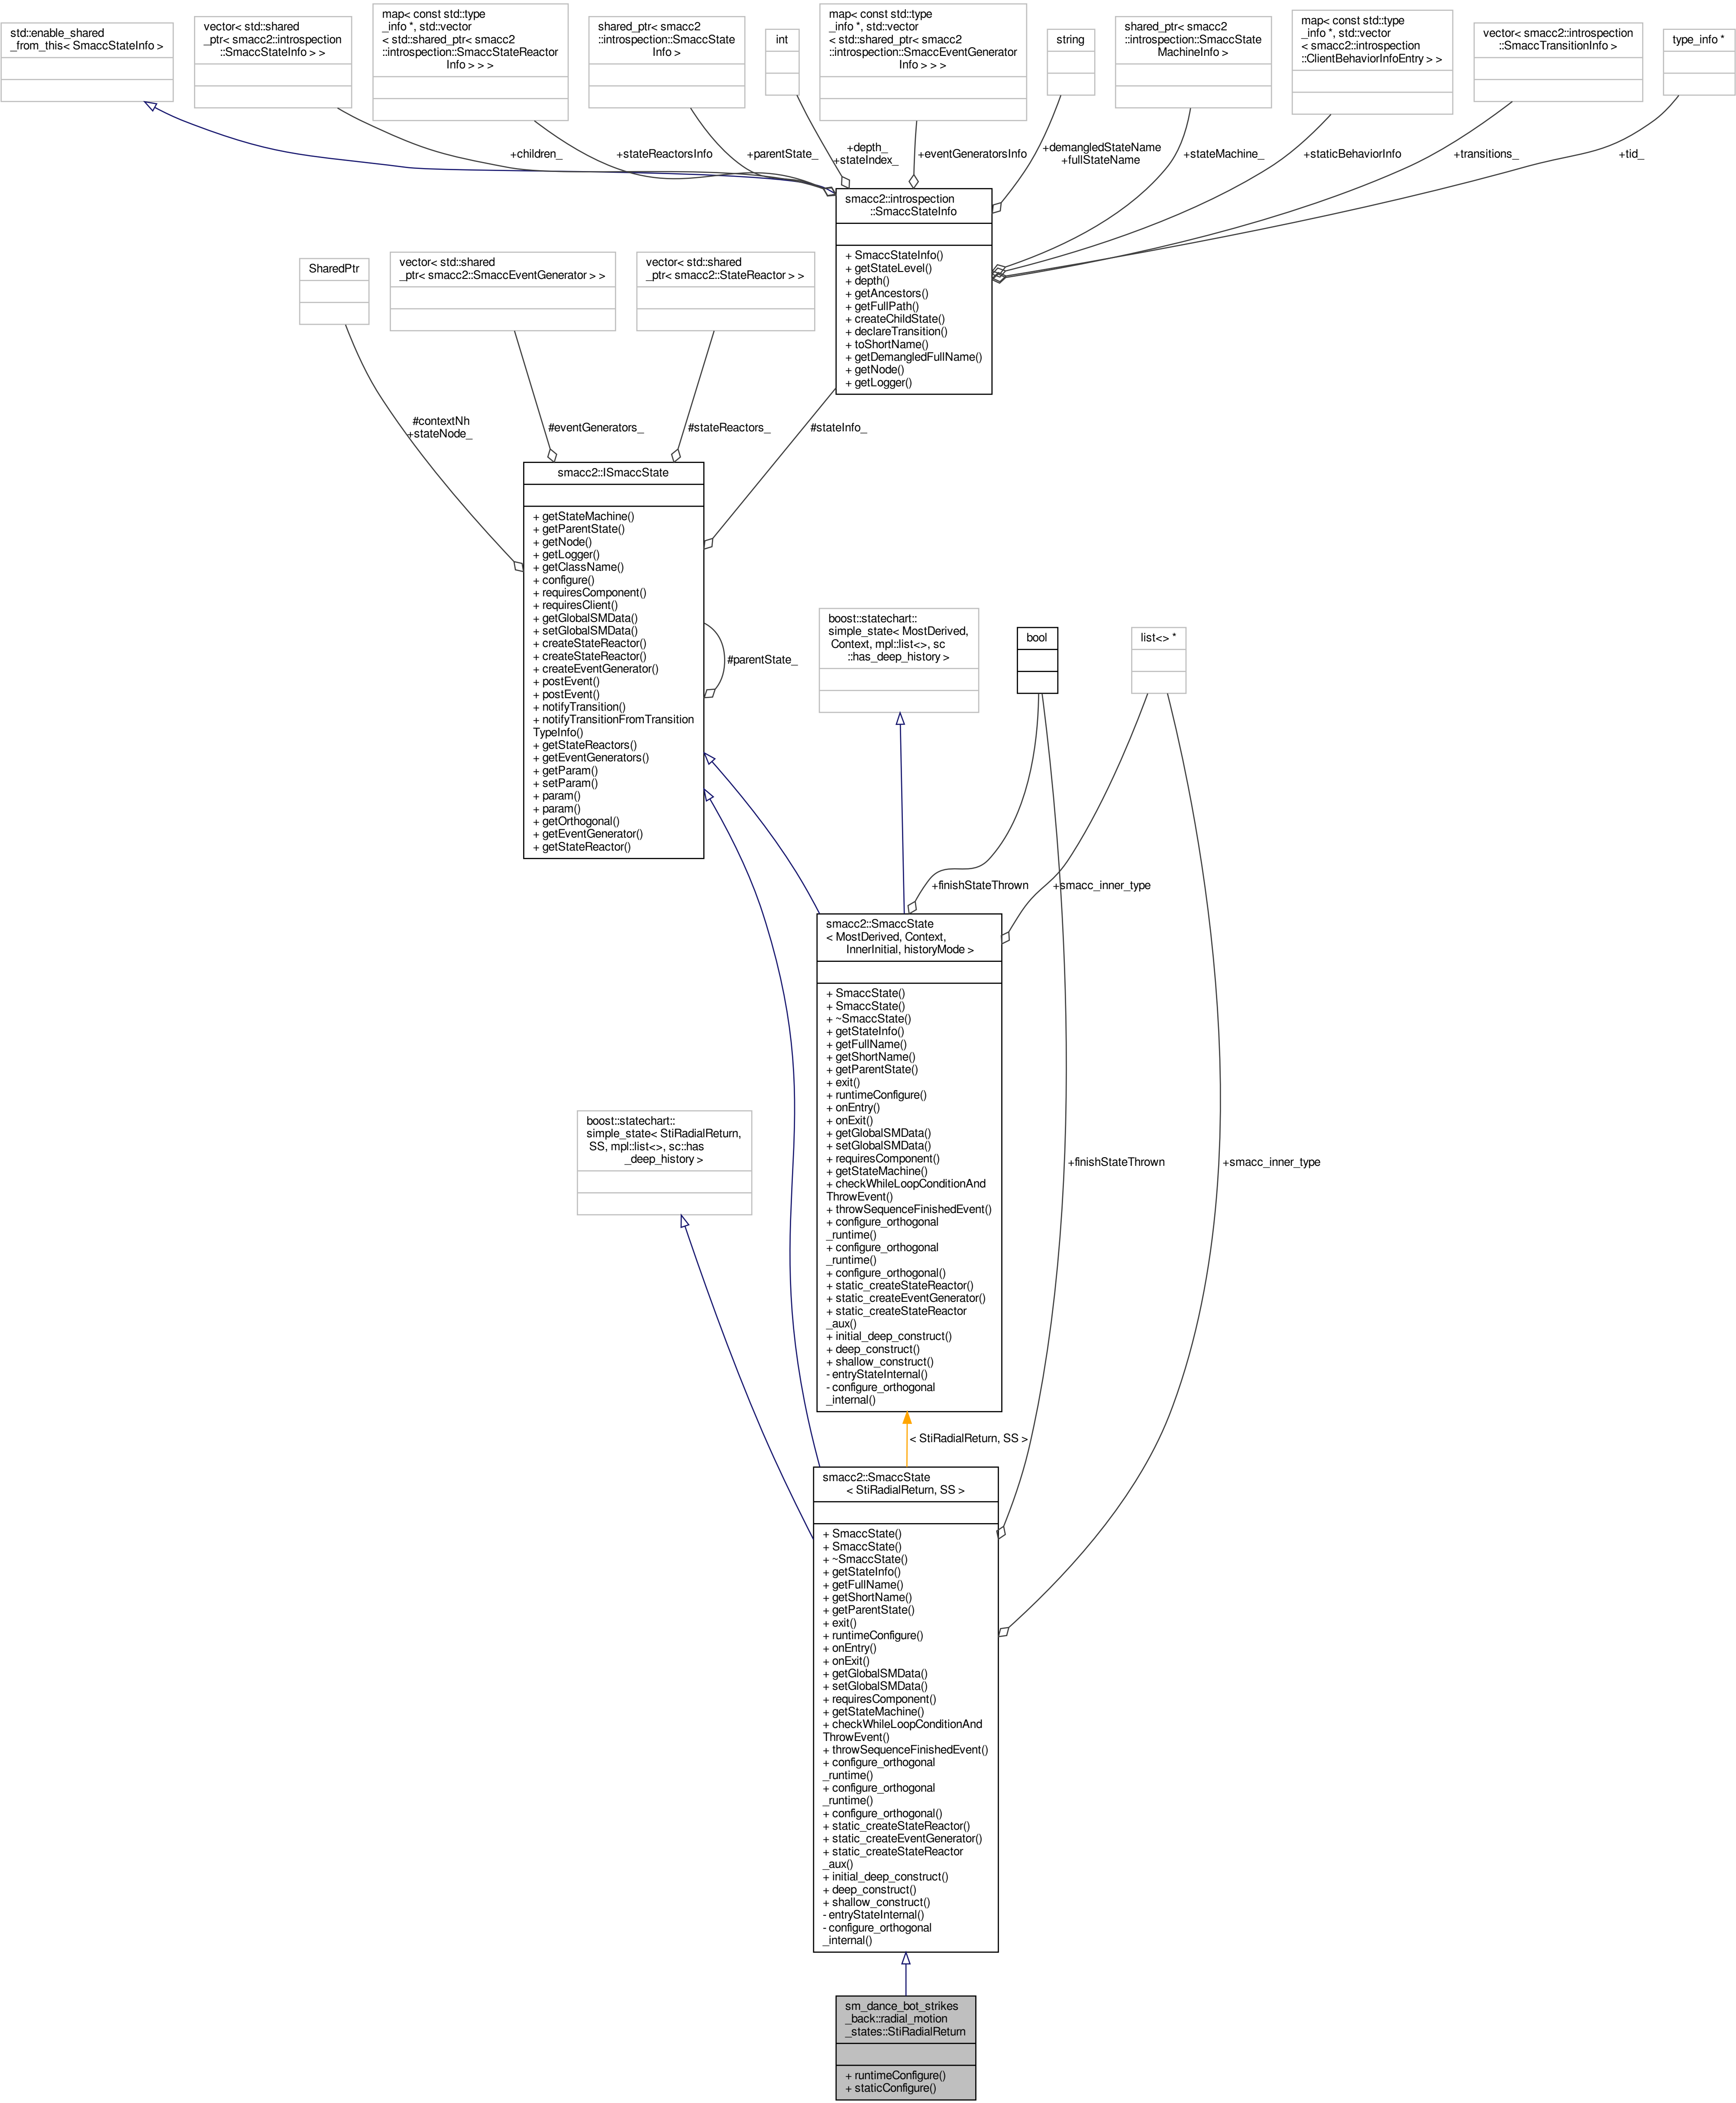 std::enable_shared
_from_this< SmaccStateInfo >
vector< std::shared
_ptr< smacc2::introspection
::SmaccStateInfo > >
map< const std::type
_info *, std::vector
< std::shared_ptr< smacc2
::introspection::SmaccStateReactor
Info > > >
shared_ptr< smacc2
::introspection::SmaccState
Info >
int
map< const std::type
_info *, std::vector
< std::shared_ptr< smacc2
::introspection::SmaccEventGenerator
Info > > >
string
shared_ptr< smacc2
::introspection::SmaccState
MachineInfo >
map< const std::type
_info *, std::vector
< smacc2::introspection
::ClientBehaviorInfoEntry > >
vector< smacc2::introspection
::SmaccTransitionInfo >
type_info *
+children_
+stateReactorsInfo
+parentState_
+depth_
+stateIndex_
+eventGeneratorsInfo
+demangledStateName
+fullStateName
+stateMachine_
+staticBehaviorInfo
+transitions_
+tid_
smacc2::introspection
::SmaccStateInfo
+ SmaccStateInfo()
+ getStateLevel()
+ depth()
+ getAncestors()
+ getFullPath()
+ createChildState()
+ declareTransition()
+ toShortName()
+ getDemangledFullName()
+ getNode()
+ getLogger()
SharedPtr
vector< std::shared
_ptr< smacc2::SmaccEventGenerator > >
vector< std::shared
_ptr< smacc2::StateReactor > >
#contextNh
+stateNode_
#eventGenerators_
#stateReactors_
#stateInfo_
smacc2::ISmaccState
+ getStateMachine()
+ getParentState()
+ getNode()
+ getLogger()
+ getClassName()
+ configure()
+ requiresComponent()
+ requiresClient()
+ getGlobalSMData()
+ setGlobalSMData()
+ createStateReactor()
+ createStateReactor()
+ createEventGenerator()
+ postEvent()
+ postEvent()
+ notifyTransition()
+ notifyTransitionFromTransition
TypeInfo()
+ getStateReactors()
+ getEventGenerators()
+ getParam()
+ setParam()
+ param()
+ param()
+ getOrthogonal()
+ getEventGenerator()
+ getStateReactor()
#parentState_
boost::statechart::
simple_state< MostDerived,
Context, mpl::list<>, sc
::has_deep_history >
bool
list<> *
+finishStateThrown
+smacc_inner_type
smacc2::SmaccState
< MostDerived, Context,
InnerInitial, historyMode >
+ SmaccState()
+ SmaccState()
+ ~SmaccState()
+ getStateInfo()
+ getFullName()
+ getShortName()
+ getParentState()
+ exit()
+ runtimeConfigure()
+ onEntry()
+ onExit()
+ getGlobalSMData()
+ setGlobalSMData()
+ requiresComponent()
+ getStateMachine()
+ checkWhileLoopConditionAnd
ThrowEvent()
+ throwSequenceFinishedEvent()
+ configure_orthogonal
_runtime()
+ configure_orthogonal
_runtime()
+ configure_orthogonal()
+ static_createStateReactor()
+ static_createEventGenerator()
+ static_createStateReactor
_aux()
+ initial_deep_construct()
+ deep_construct()
+ shallow_construct()
- entryStateInternal()
- configure_orthogonal
_internal()
boost::statechart::
simple_state< StiRadialReturn,
SS, mpl::list<>, sc::has
_deep_history >
+finishStateThrown
+smacc_inner_type
< StiRadialReturn, SS >
smacc2::SmaccState
< StiRadialReturn, SS >
+ SmaccState()
+ SmaccState()
+ ~SmaccState()
+ getStateInfo()
+ getFullName()
+ getShortName()
+ getParentState()
+ exit()
+ runtimeConfigure()
+ onEntry()
+ onExit()
+ getGlobalSMData()
+ setGlobalSMData()
+ requiresComponent()
+ getStateMachine()
+ checkWhileLoopConditionAnd
ThrowEvent()
+ throwSequenceFinishedEvent()
+ configure_orthogonal
_runtime()
+ configure_orthogonal
_runtime()
+ configure_orthogonal()
+ static_createStateReactor()
+ static_createEventGenerator()
+ static_createStateReactor
_aux()
+ initial_deep_construct()
+ deep_construct()
+ shallow_construct()
- entryStateInternal()
- configure_orthogonal
_internal()
sm_dance_bot_strikes
_back::radial_motion
_states::StiRadialReturn
+ runtimeConfigure()
+ staticConfigure()